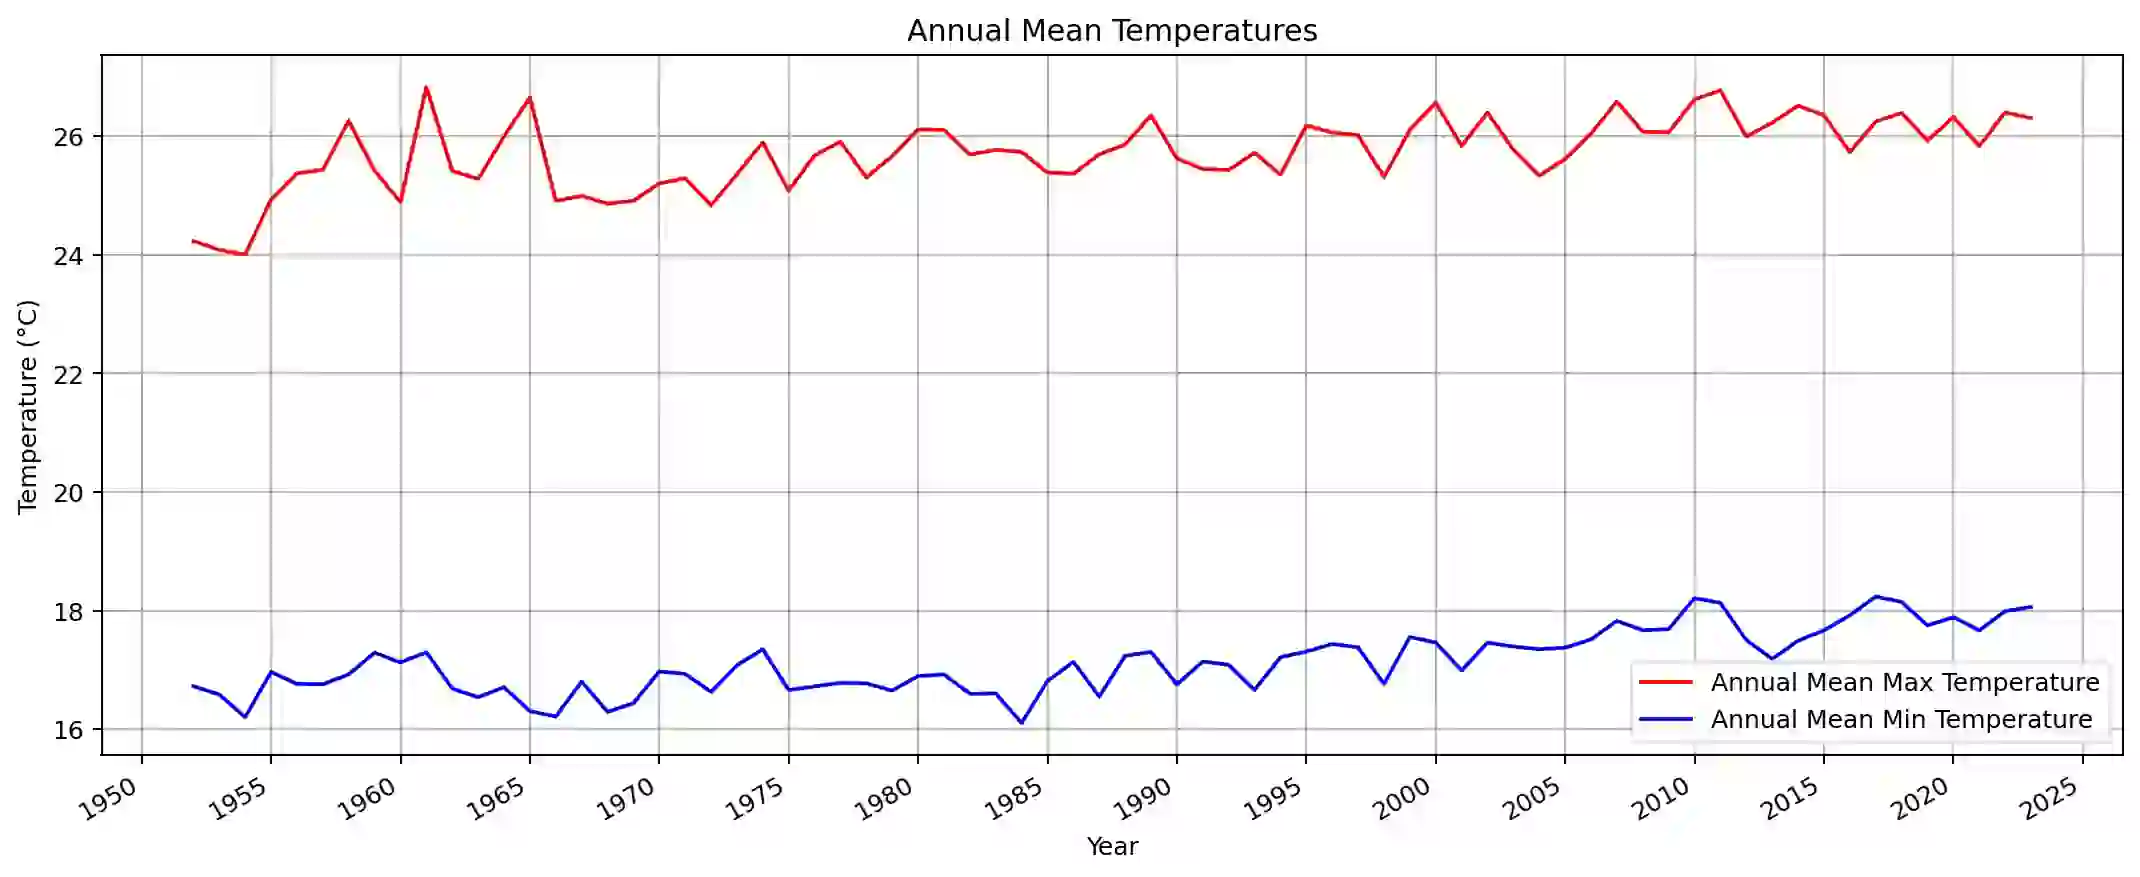 Annual Mean Temperatures
Temperature (°C)
26
24
22
20
18
16
Annual Mean Max Temperature
Annual Mean Min Temperature
1950 1955 1960 1965 1970 1975 1980 1985 1990 1995 2000 2005 2010 2015 2020 2025
Year